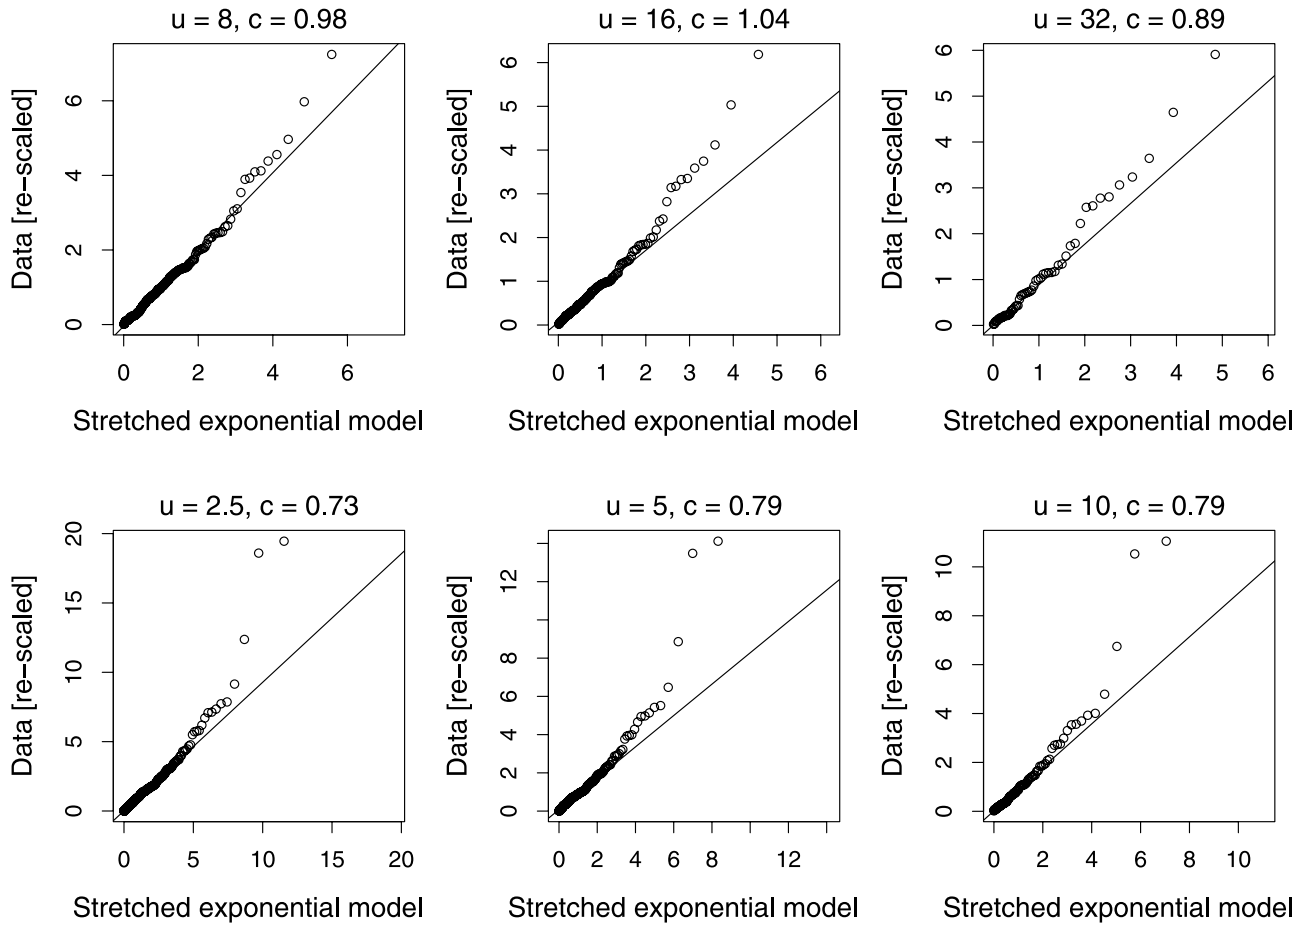 u = 8, c = 0.98
Data [re−scaled]
0 2 4 6
0 2 4 6
Stretched exponential model
u = 16, c = 1.04
Data [re−scaled]
0 1 2 3 4 5 6
0 1 2 3 4 5 6
Stretched exponential model
u = 32, c = 0.89
Data [re−scaled]
0 1 2 3 4 5 6
0 1 2 3 4 5 6
Stretched exponential model
u = 2.5, c = 0.73
Data [re−scaled]
0 5 10 15 20
0 5 10 15 20
Stretched exponential model
u = 5, c = 0.79
Data [re−scaled]
0 2 4 6 8 12
0 2 4 6 8 12
Stretched exponential model
u = 10, c = 0.79
Data [re−scaled]
0 2 4 6 8 10
0 2 4 6 8 10
Stretched exponential model